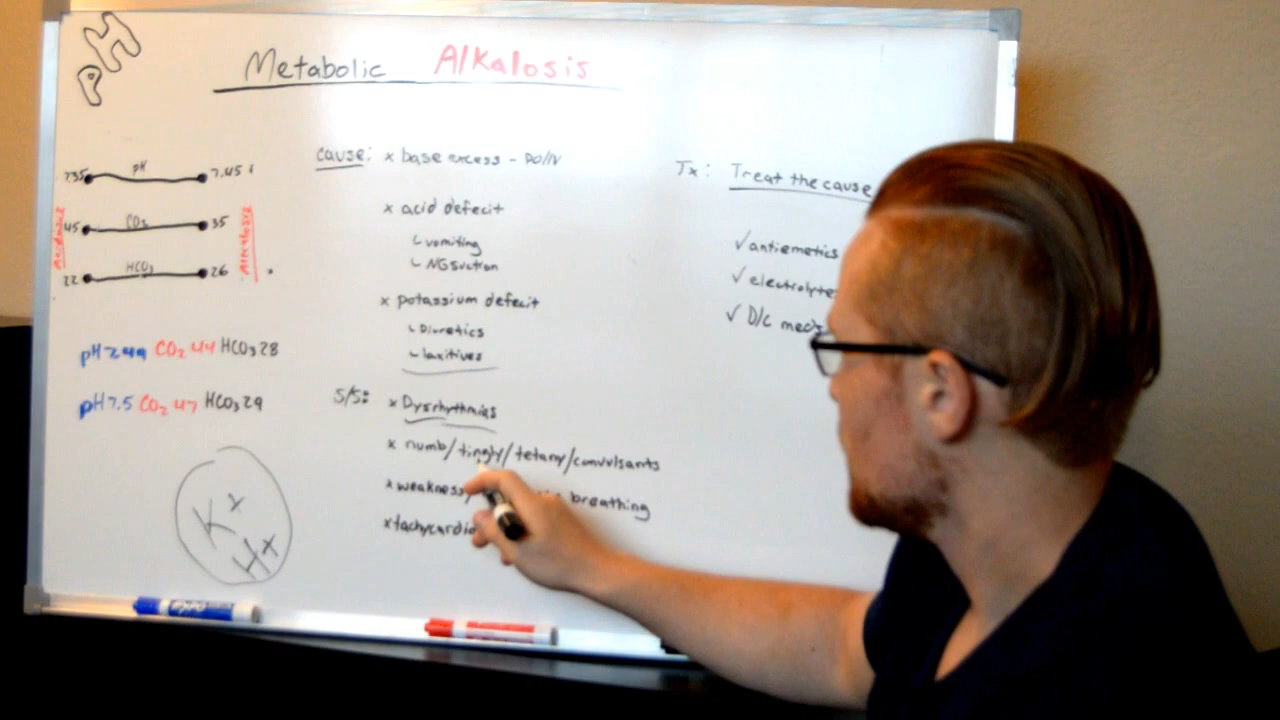 pH
Metabolic Alkalosis
cause: x base excess - PO/IV
x acid defecit
vomiting
NG suction
x potassium defecit
Diuretics
laxitives
S/S: x Dysrhythmias
x numb/tingly/tetany/convulsants
x weakness/ breathing
x tachycardia
Tx: Treat the cause
✓ antiemetics
✓ electrolytes
✓ D/C meds
7.35 pH 7.45
45 CO₂ 35
22 HCO₃ 26
Acidosis
Alkalosis
pH 7.49 CO₂ 44 HCO₃ 28
pH 7.5 CO₂ 47 HCO₃ 29
K+
H+
EXPO